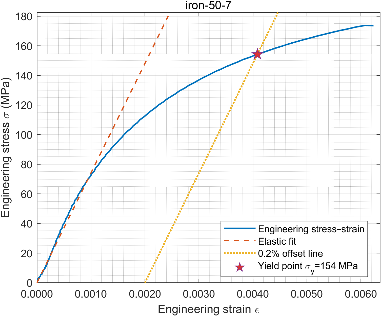 iron-50-7
Engineering stress σ (MPa)
180
160
140
120
100
80
60
40
20
0
0.0000
0.0010
0.0020
0.0030
0.0040
0.0050
0.0060
Engineering strain ϵ
Engineering stress-strain
Elastic fit
0.2% offset line
Yield point σy=154 MPa